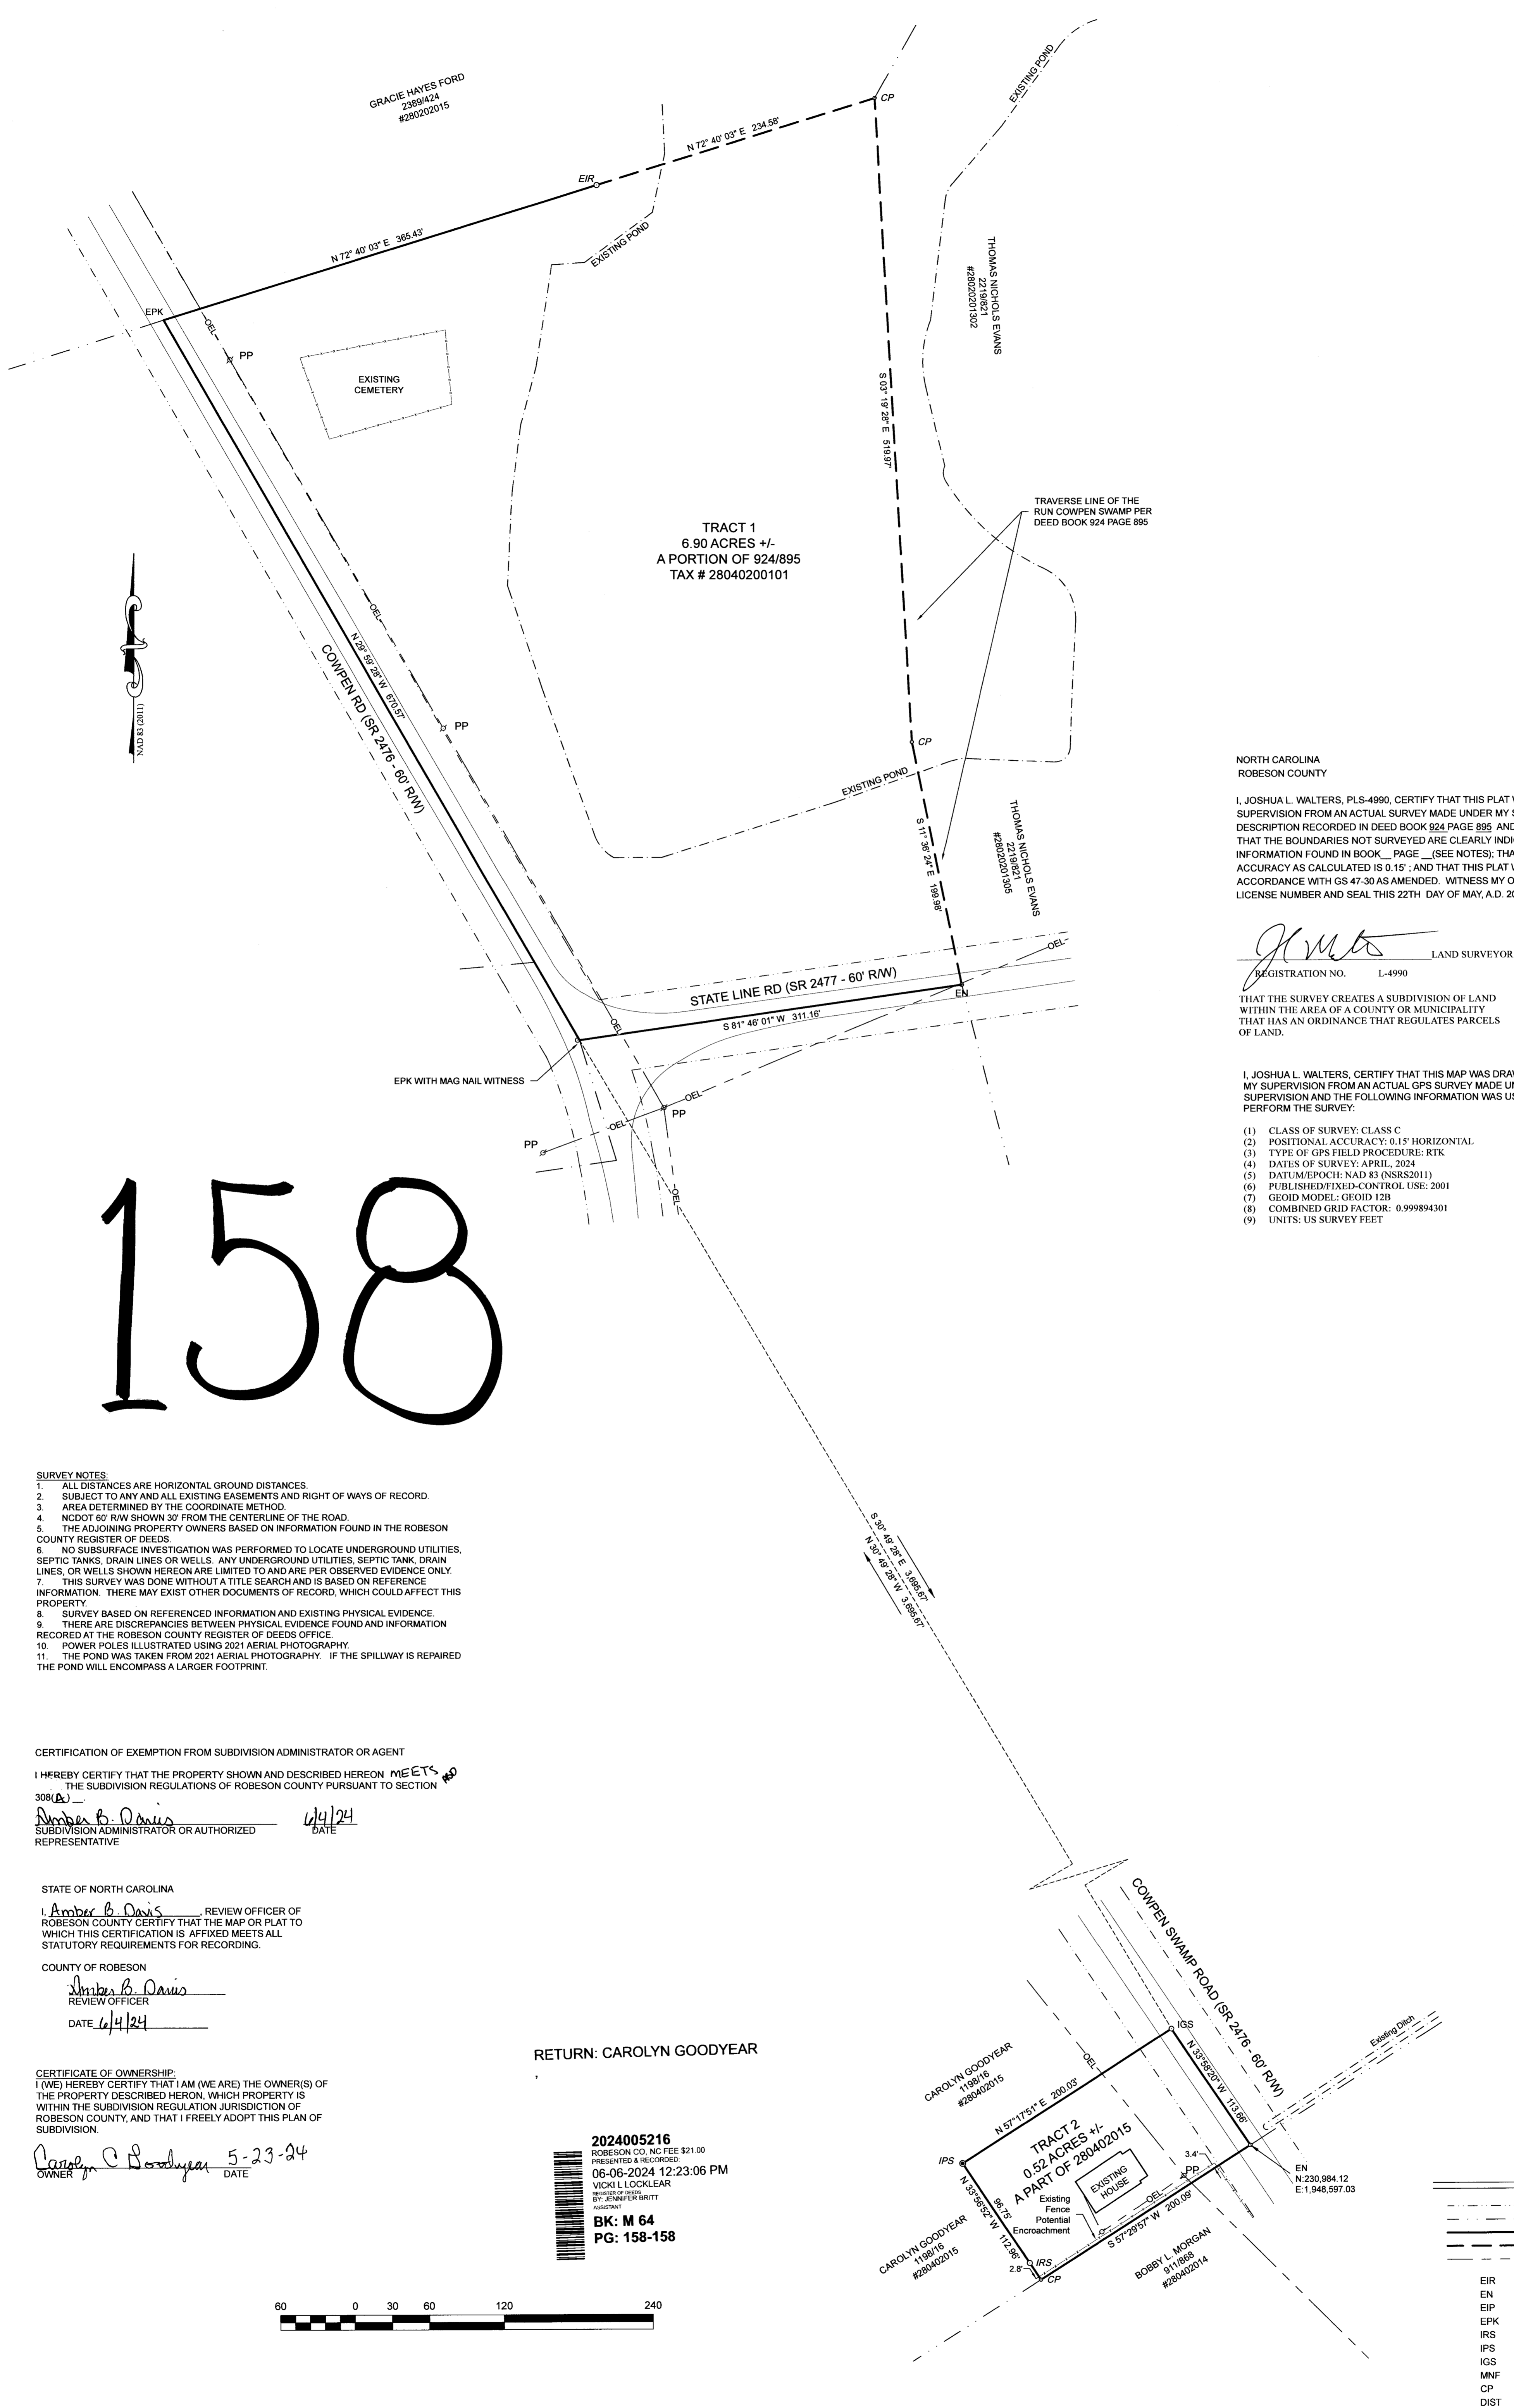 GRACIE HAYES FORD
2389/424
#280202015
CP
EXISTING POND
N 72° 40' 03" E 234.58'
EIR
N 72° 40' 03" E 365.43'
EXISTING POND
THOMAS NICHOLS EVANS
2219/821
#28020201302
EPK
OEL
PP
EXISTING
CEMETERY
S 03° 19' 28" E 519.97'
TRAVERSE LINE OF THE
RUN COWPEN SWAMP PER
DEED BOOK 924 PAGE 895
TRACT 1
6.90 ACRES +/-
A PORTION OF 924/895
TAX # 28040200101
NAD 83 (2011)
OEL
N 29° 59' 28" W 670.57'
COWPEN RD (SR 2476 - 60' R/W)
PP
CP
EXISTING POND
S 11° 36' 24" E 199.98'
THOMAS NICHOLS EVANS
2219/821
#28020201305
OEL
STATE LINE RD (SR 2477 - 60' R/W)
EN
S 81° 46' 01" W 311.16'
OEL
EPK WITH MAG NAIL WITNESS
OEL
PP
OEL
PP
OEL
NORTH CAROLINA
ROBESON COUNTY
I, JOSHUA L. WALTERS, PLS-4990, CERTIFY THAT THIS PLAT
SUPERVISION FROM AN ACTUAL SURVEY MADE UNDER MY
DESCRIPTION RECORDED IN DEED BOOK 924 PAGE 895 AND
THAT THE BOUNDARIES NOT SURVEYED ARE CLEARLY INDI
INFORMATION FOUND IN BOOK__ PAGE __(SEE NOTES); THA
ACCURACY AS CALCULATED IS 0.15' ; AND THAT THIS PLAT
ACCORDANCE WITH GS 47-30 AS AMENDED. WITNESS MY O
LICENSE NUMBER AND SEAL THIS 22TH DAY OF MAY, A.D. 20
LAND SURVEYOR
REGISTRATION NO. L-4990
THAT THE SURVEY CREATES A SUBDIVISION OF LAND
WITHIN THE AREA OF A COUNTY OR MUNICIPALITY
THAT HAS AN ORDINANCE THAT REGULATES PARCELS
OF LAND.
I, JOSHUA L. WALTERS, CERTIFY THAT THIS MAP WAS DRA
MY SUPERVISION FROM AN ACTUAL GPS SURVEY MADE U
SUPERVISION AND THE FOLLOWING INFORMATION WAS U
PERFORM THE SURVEY:
(1) CLASS OF SURVEY: CLASS C
(2) POSITIONAL ACCURACY: 0.15' HORIZONTAL
(3) TYPE OF GPS FIELD PROCEDURE: RTK
(4) DATES OF SURVEY: APRIL, 2024
(5) DATUM/EPOCH: NAD 83 (NSRS2011)
(6) PUBLISHED/FIXED-CONTROL USE: 2001
(7) GEOID MODEL: GEOID 12B
(8) COMBINED GRID FACTOR: 0.999894301
(9) UNITS: US SURVEY FEET
158
SURVEY NOTES:
1. ALL DISTANCES ARE HORIZONTAL GROUND DISTANCES.
2. SUBJECT TO ANY AND ALL EXISTING EASEMENTS AND RIGHT OF WAYS OF RECORD.
3. AREA DETERMINED BY THE COORDINATE METHOD.
4. NCDOT 60' R/W SHOWN 30' FROM THE CENTERLINE OF THE ROAD.
5. THE ADJOINING PROPERTY OWNERS BASED ON INFORMATION FOUND IN THE ROBESON
COUNTY REGISTER OF DEEDS.
6. NO SUBSURFACE INVESTIGATION WAS PERFORMED TO LOCATE UNDERGROUND UTILITIES,
SEPTIC TANKS, DRAIN LINES OR WELLS. ANY UNDERGROUND UTILITIES, SEPTIC TANK, DRAIN
LINES, OR WELLS SHOWN HEREON ARE LIMITED TO AND ARE PER OBSERVED EVIDENCE ONLY.
7. THIS SURVEY WAS DONE WITHOUT A TITLE SEARCH AND IS BASED ON REFERENCE
INFORMATION. THERE MAY EXIST OTHER DOCUMENTS OF RECORD, WHICH COULD AFFECT THIS
PROPERTY.
8. SURVEY BASED ON REFERENCED INFORMATION AND EXISTING PHYSICAL EVIDENCE.
9. THERE ARE DISCREPANCIES BETWEEN PHYSICAL EVIDENCE FOUND AND INFORMATION
RECORED AT THE ROBESON COUNTY REGISTER OF DEEDS OFFICE.
10. POWER POLES ILLUSTRATED USING 2021 AERIAL PHOTOGRAPHY.
11. THE POND WAS TAKEN FROM 2021 AERIAL PHOTOGRAPHY. IF THE SPILLWAY IS REPAIRED
THE POND WILL ENCOMPASS A LARGER FOOTPRINT.
S 30° 49' 28" E 3,695.67'
N 30° 49' 28" W 3,695.67'
CERTIFICATION OF EXEMPTION FROM SUBDIVISION ADMINISTRATOR OR AGENT
I HEREBY CERTIFY THAT THE PROPERTY SHOWN AND DESCRIBED HEREON MEETS
THE SUBDIVISION REGULATIONS OF ROBESON COUNTY PURSUANT TO SECTION
308(A) __.
Amber B. Davis 6/4/24
SUBDIVISION ADMINISTRATOR OR AUTHORIZED DATE
REPRESENTATIVE
STATE OF NORTH CAROLINA
I, Amber B. Davis, REVIEW OFFICER OF
ROBESON COUNTY CERTIFY THAT THE MAP OR PLAT TO
WHICH THIS CERTIFICATION IS AFFIXED MEETS ALL
STATUTORY REQUIREMENTS FOR RECORDING.
COUNTY OF ROBESON
Amber B. Davis
REVIEW OFFICER
DATE 6/4/24
CERTIFICATE OF OWNERSHIP:
I (WE) HEREBY CERTIFY THAT I AM (WE ARE) THE OWNER(S) OF
THE PROPERTY DESCRIBED HERON, WHICH PROPERTY IS
WITHIN THE SUBDIVISION REGULATION JURISDICTION OF
ROBESON COUNTY, AND THAT I FREELY ADOPT THIS PLAN OF
SUBDIVISION.
Carolyn C Goodyear 5-23-24
OWNER DATE
RETURN: CAROLYN GOODYEAR
2024005216
ROBESON CO, NC FEE $21.00
PRESENTED & RECORDED:
06-06-2024 12:23:06 PM
VICKI L LOCKLEAR
REGISTER OF DEEDS
BY: JENNIFER BRITT
ASSISTANT
BK: M 64
PG: 158-158
60 0 30 60 120 240
COWPEN SWAMP ROAD (SR 2476 - 60' R/W)
IGS
Existing Ditch
CAROLYN GOODYEAR
1198/16
#280402015
OEL
N 33°58'20" W 113.66'
N 57°17'51" E 200.03'
TRACT 2
0.52 ACRES +/-
A PART OF 280402015
IPS
3.4'
PP
EXISTING
HOUSE
EN
N:230,984.12
E:1,948,597.03
96.75'
N 33°56'52" W 112.96'
Existing
Fence
Potential
Encroachment
OEL
S 57°29'57" W 200.09'
CAROLYN GOODYEAR
1198/16
#280402015
IRS
2.8'
CP
BOBBY L. MORGAN
911/868
#280402014
EIR
EN
EIP
EPK
IRS
IPS
IGS
MNF
CP
DIST